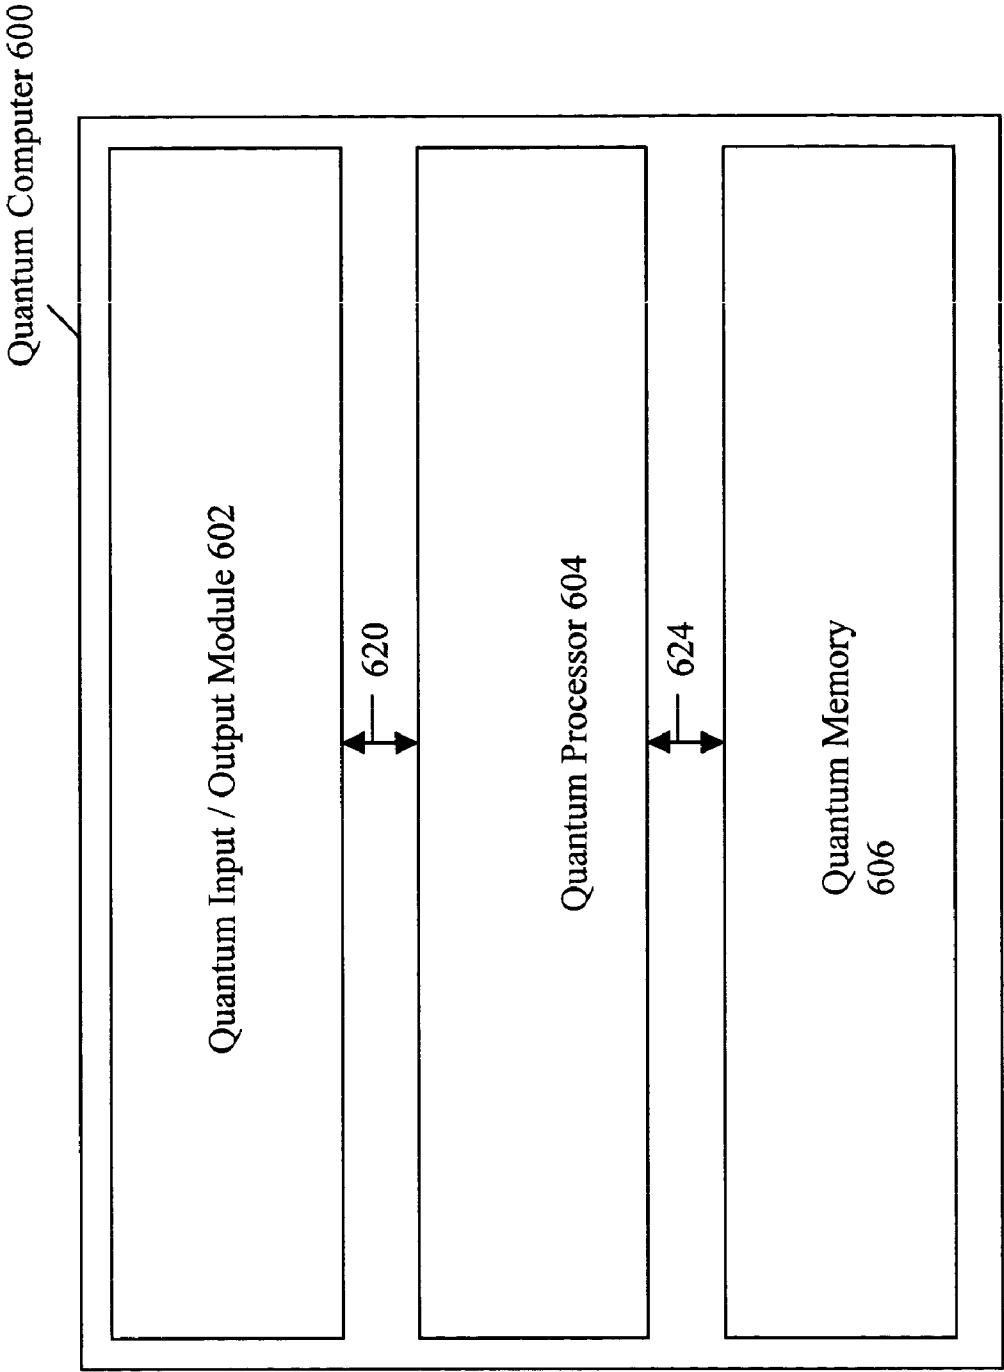 Quantum Computer 600
Quantum Input / Output Module 602
620
Quantum Processor 604
624
Quantum Memory
606